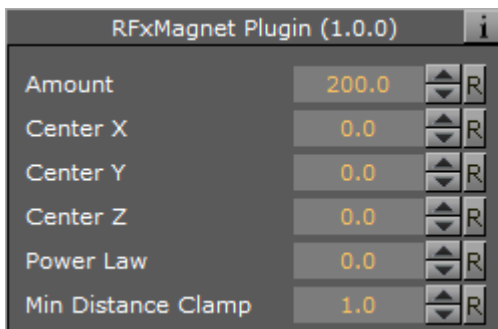 RFxMagnet Plugin (1.0.0) i
Amount 200.0 R
Center X 0.0 R
Center Y 0.0 R
Center Z 0.0 R
Power Law 0.0 R
Min Distance Clamp 1.0 R